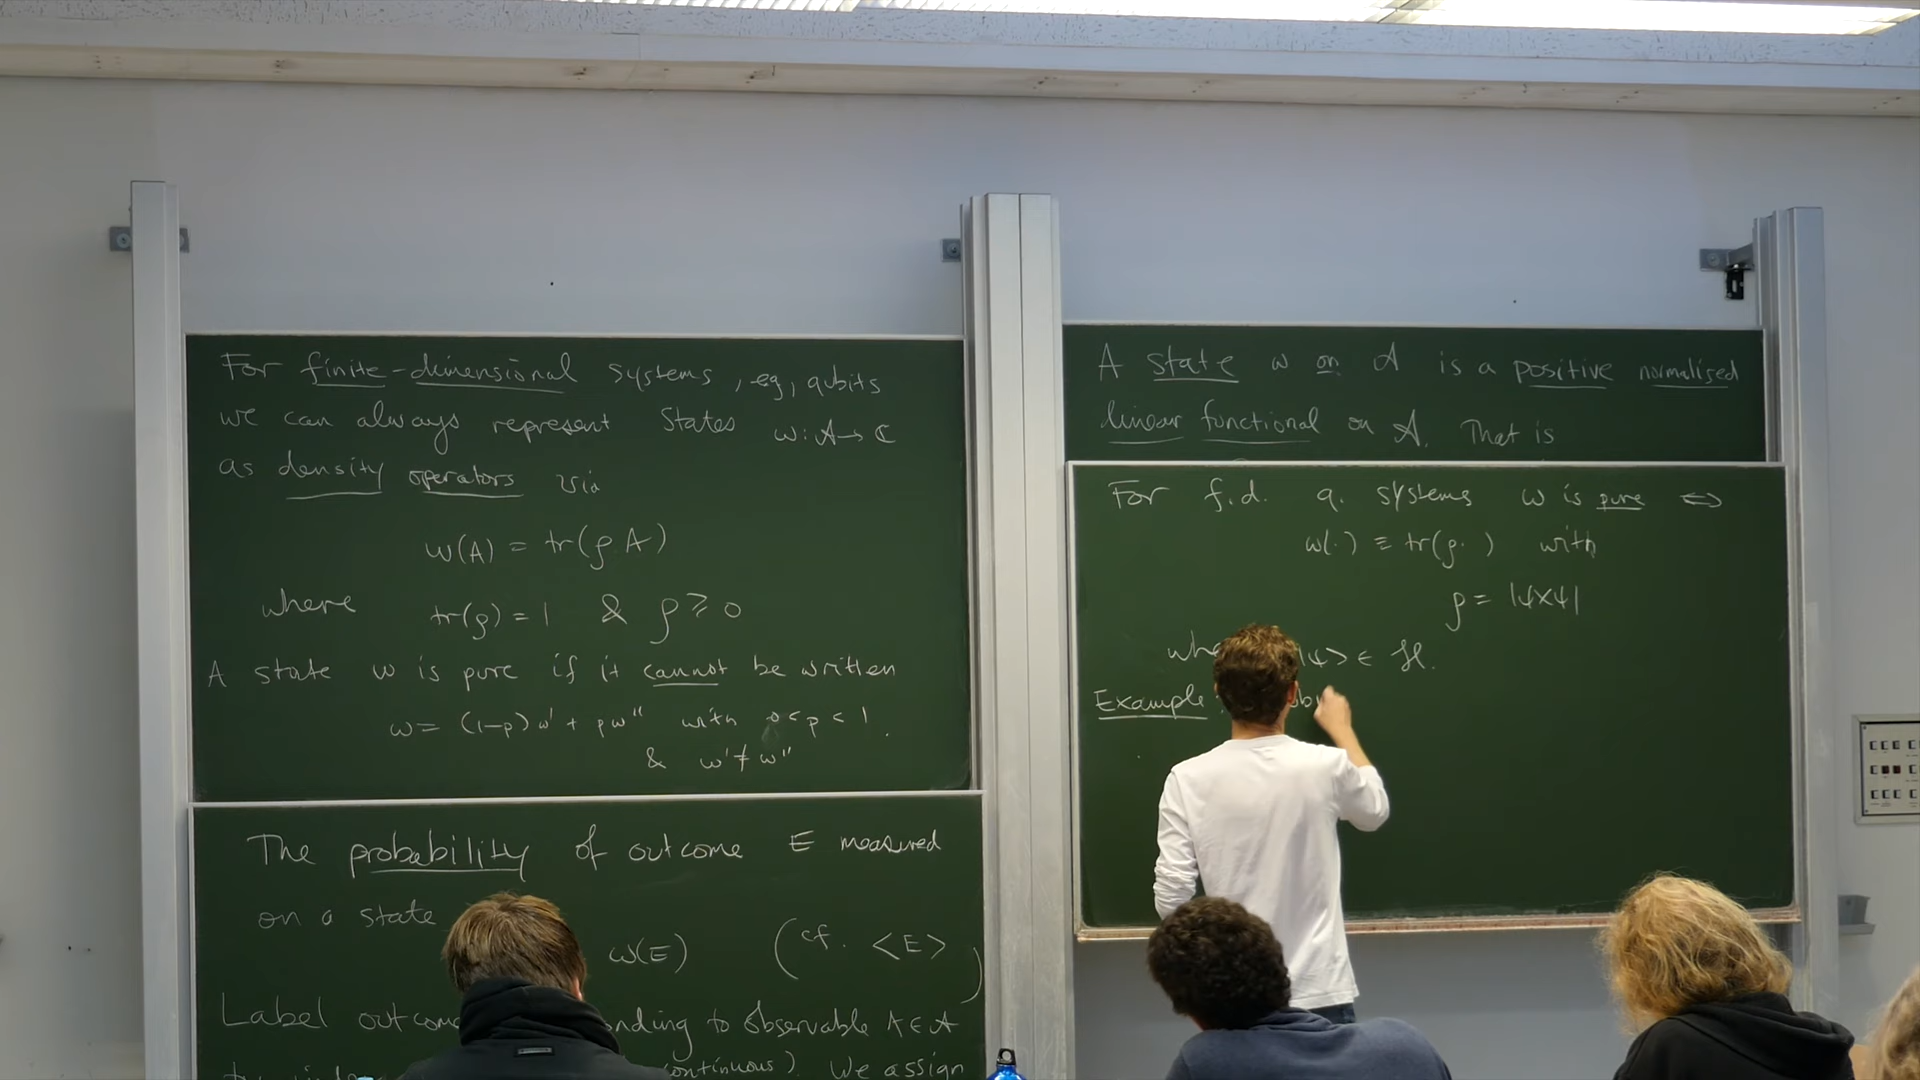 For finite-dimensional systems, eg, qubits
we can always represent States ω: A → ℂ
as density operators via
ω(A) = tr(ρ A)
where tr(ρ) = 1 & ρ ⩾ 0
A state ω is pure if it cannot be written
ω = (1-p) ω' + p ω'' with 0 < p < 1.
& ω' ≠ ω''
The probability of outcome E measured
on a state
ω(E) (cf. <E>)
Label to observable A ∈ A
continuous). We assign
A state ω on A is a positive normalised
linear functional on A. That is
For f.d. q. systems ω is pure ⇔
ω(·) ≡ tr(ρ· ) with
ρ = |ψ><ψ|
|ψ> ∈ H.
Example: